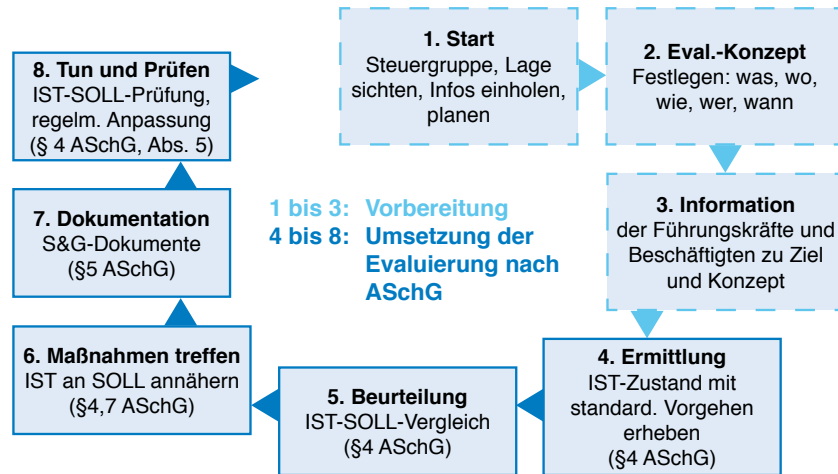 1. Start
Steuergruppe, Lage
sichten, Infos einholen,
planen
2. Eval.-Konzept
Festlegen: was, wo,
wie, wer, wann
3. Information
der Führungskräfte und
Beschäftigten zu Ziel
und Konzept
4. Ermittlung
IST-Zustand mit
standard. Vorgehen
erheben
(§4 ASchG)
5. Beurteilung
IST-SOLL-Vergleich
(§4 ASchG)
6. Maßnahmen treffen
IST an SOLL annähern
(§4,7 ASchG)
7. Dokumentation
S&G-Dokumente
(§5 ASchG)
8. Tun und Prüfen
IST-SOLL-Prüfung,
regelm. Anpassung
(§ 4 ASchG, Abs. 5)
1 bis 3: Vorbereitung
4 bis 8: Umsetzung der
Evaluierung nach
ASchG